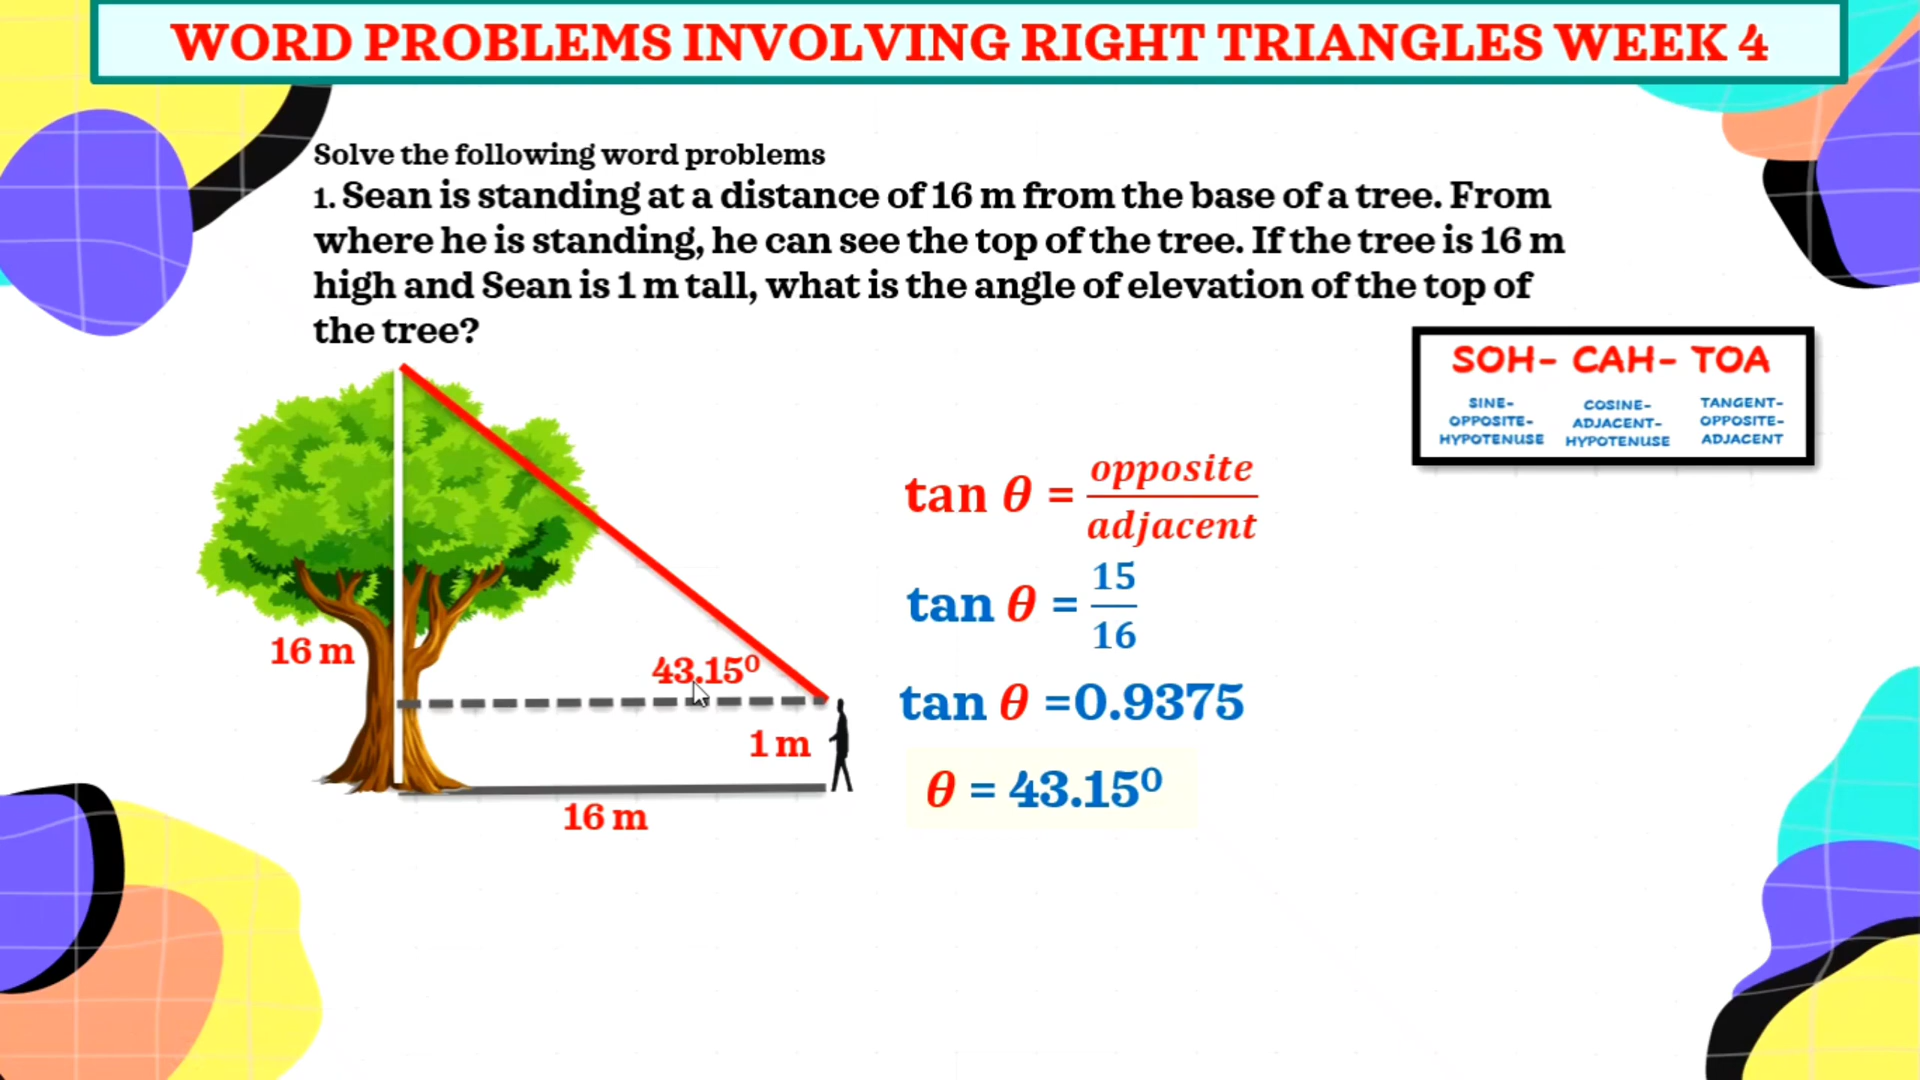 WORD PROBLEMS INVOLVING RIGHT TRIANGLES WEEK 4
Solve the following word problems
1. Sean is standing at a distance of 16 m from the base of a tree. From
where he is standing, he can see the top of the tree. If the tree is 16 m
high and Sean is 1 m tall, what is the angle of elevation of the top of
the tree?
SOH- CAH- TOA
SINE-
OPPOSITE-
HYPOTENUSE
COSINE-
ADJACENT-
HYPOTENUSE
TANGENT-
OPPOSITE-
ADJACENT
16 m
43.15⁰
1 m
16 m
tan θ = opposite/adjacent
tan θ = 15/16
tan θ =0.9375
θ = 43.15⁰